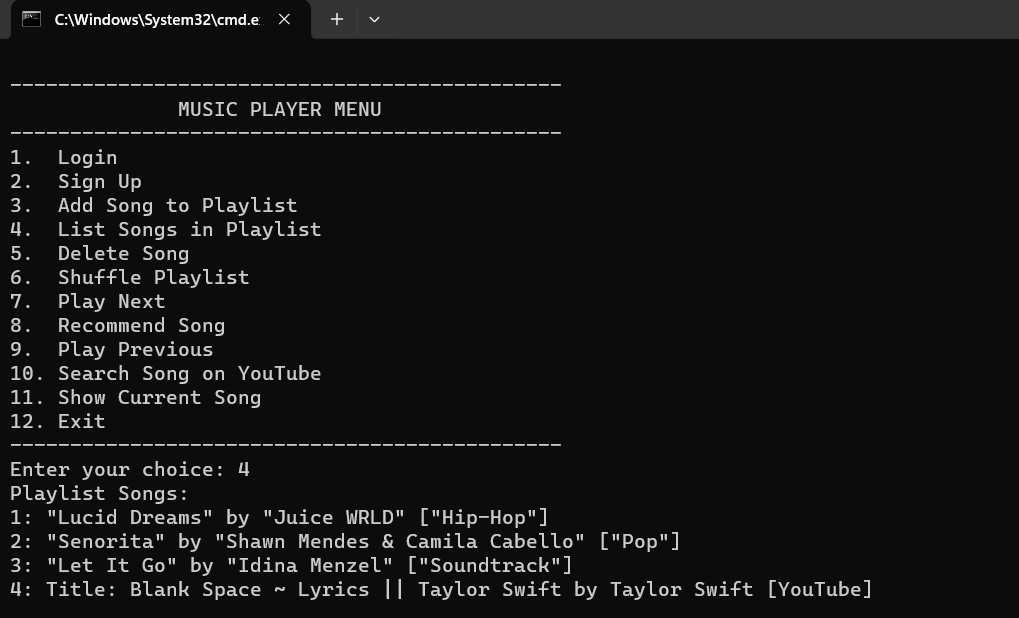 C:\Windows\System32\cmd.e
----------------------------------------------
MUSIC PLAYER MENU
----------------------------------------------
1. Login
2. Sign Up
3. Add Song to Playlist
4. List Songs in Playlist
5. Delete Song
6. Shuffle Playlist
7. Play Next
8. Recommend Song
9. Play Previous
10. Search Song on YouTube
11. Show Current Song
12. Exit
----------------------------------------------
Enter your choice: 4
Playlist Songs:
1: "Lucid Dreams" by "Juice WRLD" ["Hip-Hop"]
2: "Senorita" by "Shawn Mendes & Camila Cabello" ["Pop"]
3: "Let It Go" by "Idina Menzel" ["Soundtrack"]
4: Title: Blank Space ~ Lyrics || Taylor Swift by Taylor Swift [YouTube]